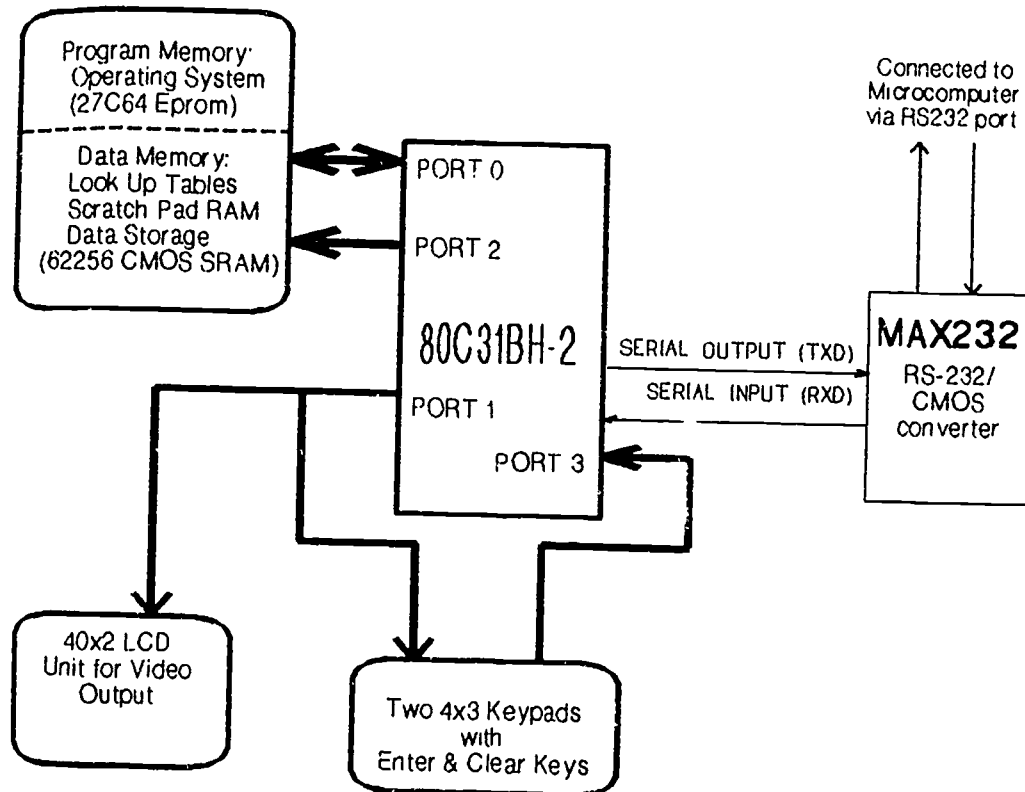 Program Memory:
Operating System
(27C64 Eprom)
Data Memory:
Look Up Tables
Scratch Pad RAM
Data Storage
(62256 CMOS SRAM)
PORT 0
PORT 2
80C31BH-2
PORT 1
PORT 3
SERIAL OUTPUT (TXD)
SERIAL INPUT (RXD)
Connected to
Microcomputer
via RS232 port
MAX232
RS-232/
CMOS
converter
40x2 LCD
Unit for Video
Output
Two 4x3 Keypads
with
Enter & Clear Keys